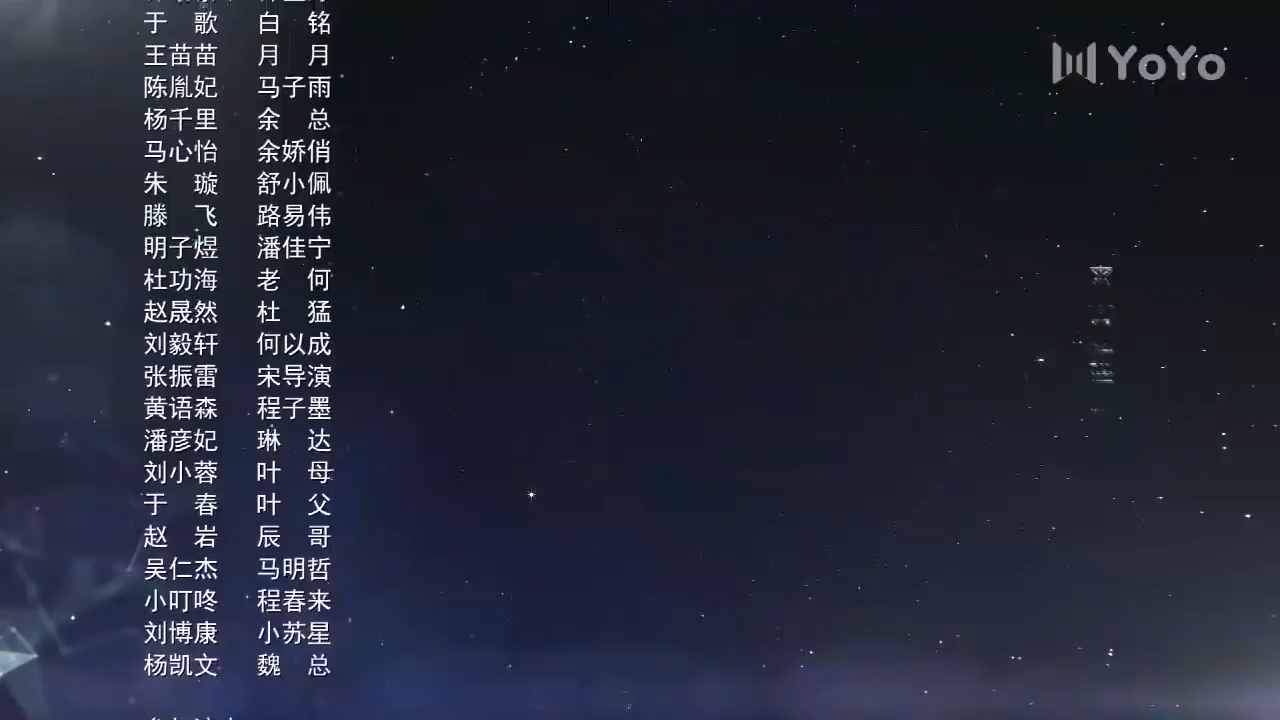 YoYo
于 歌 白 铭
王苗苗 月 月
陈胤妃 马子雨
杨千里 余 总
马心怡 余娇俏
朱 璇 舒小佩
滕 飞 路易伟
明子煜 潘佳宁
杜功海 老 何
赵晟然 杜 猛
刘毅轩 何以成
张振雷 宋导演
黄语森 程子墨
潘彦妃 琳 达
刘小蓉 叶 母
于 春 叶 父
赵 岩 辰 哥
吴仁杰 马明哲
小叮咚 程春来
刘博康 小苏星
杨凯文 魏 总